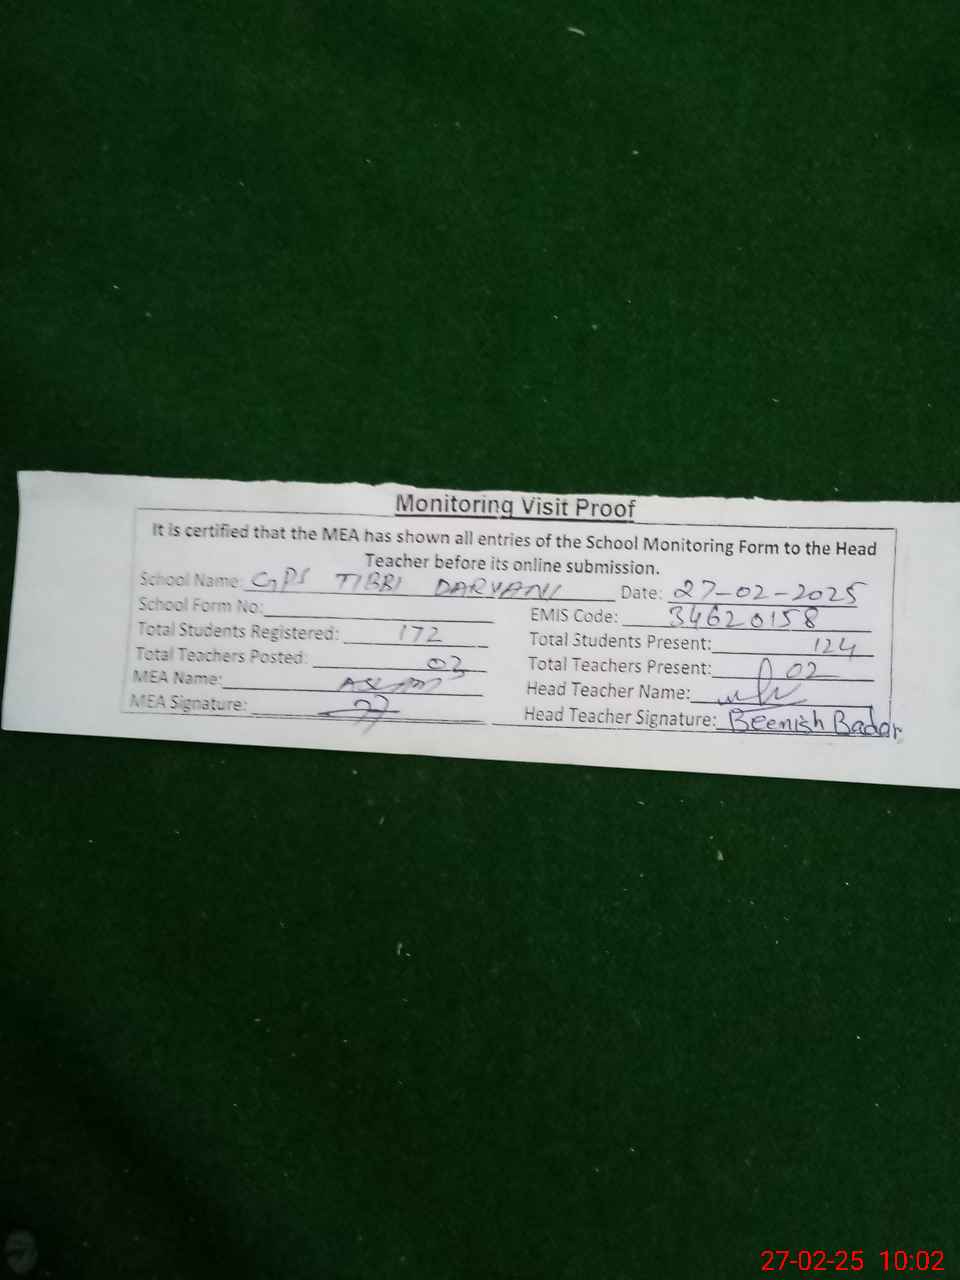 Monitoring Visit Proof
It is certified that the MEA has shown all entries of the School Monitoring Form to the Head
Teacher before its online submission.
School Name: GPS TIBBI DARYANI Date: 27-02-2025
School Form No: EMIS Code: 34620158
Total Students Registered: 172 Total Students Present: 124
Total Teachers Posted: 03 Total Teachers Present: 02
MEA Name: Head Teacher Name:
MEA Signature: Head Teacher Signature: Beenish Badar
27-02-25 10:02